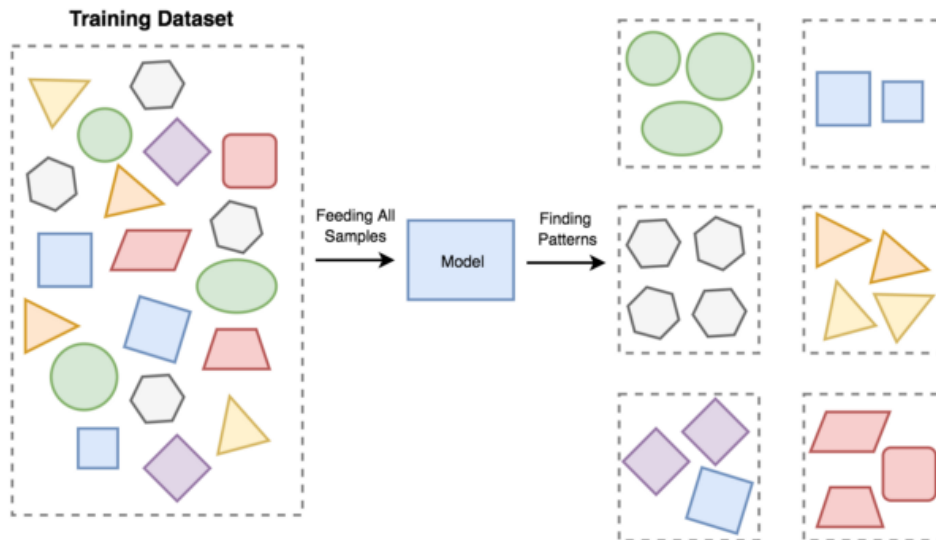 Training Dataset
Feeding All
Samples
Model
Finding
Patterns